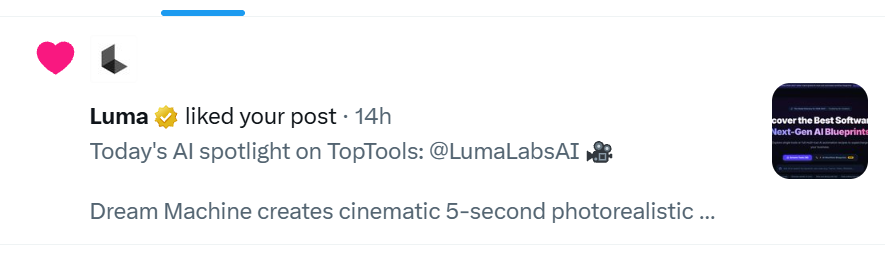 Luma liked your post · 14h
Today's AI spotlight on TopTools: @LumaLabsAI 🎥
Dream Machine creates cinematic 5-second photorealistic ...
cover the Best Softwar
Next-Gen AI Blueprints